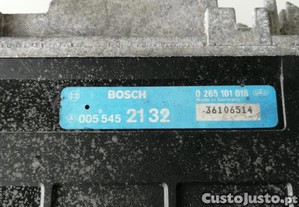 BOSCH
0 265 101 018
Made in Germany
005 545 2132
36106514
CustoJusto.pt